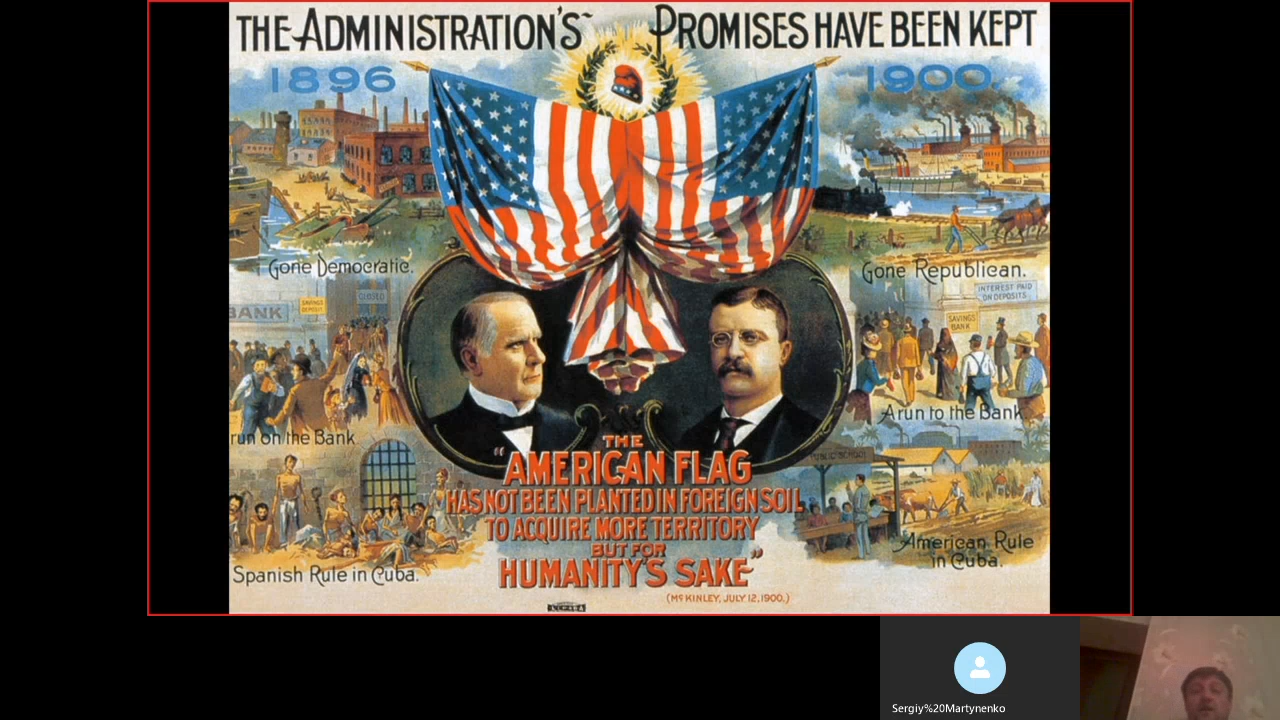 THE ADMINISTRATION'S PROMISES HAVE BEEN KEPT
1896
1900
Gone Democratic.
Gone Republican.
BANK
SAVINGS
DEPOSIT
CLOSED
INTEREST PAID
ON DEPOSITS
SAVINGS
BANK
run on the Bank
A run to the Bank
PUBLIC SCHOOL
"THE
AMERICAN FLAG
HAS NOT BEEN PLANTED IN FOREIGN SOIL
TO ACQUIRE MORE TERRITORY
BUT FOR
HUMANITY'S SAKE"
(McKINLEY, JULY 12, 1900.)
Spanish Rule in Cuba.
American Rule
in Cuba.
Sergiy%20Martynenko